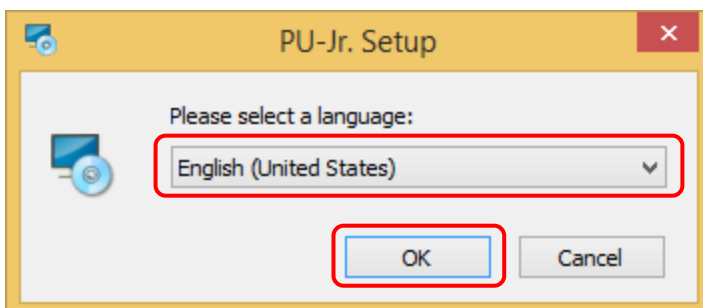 PU-Jr. Setup
Please select a language:
English (United States)
OK
Cancel